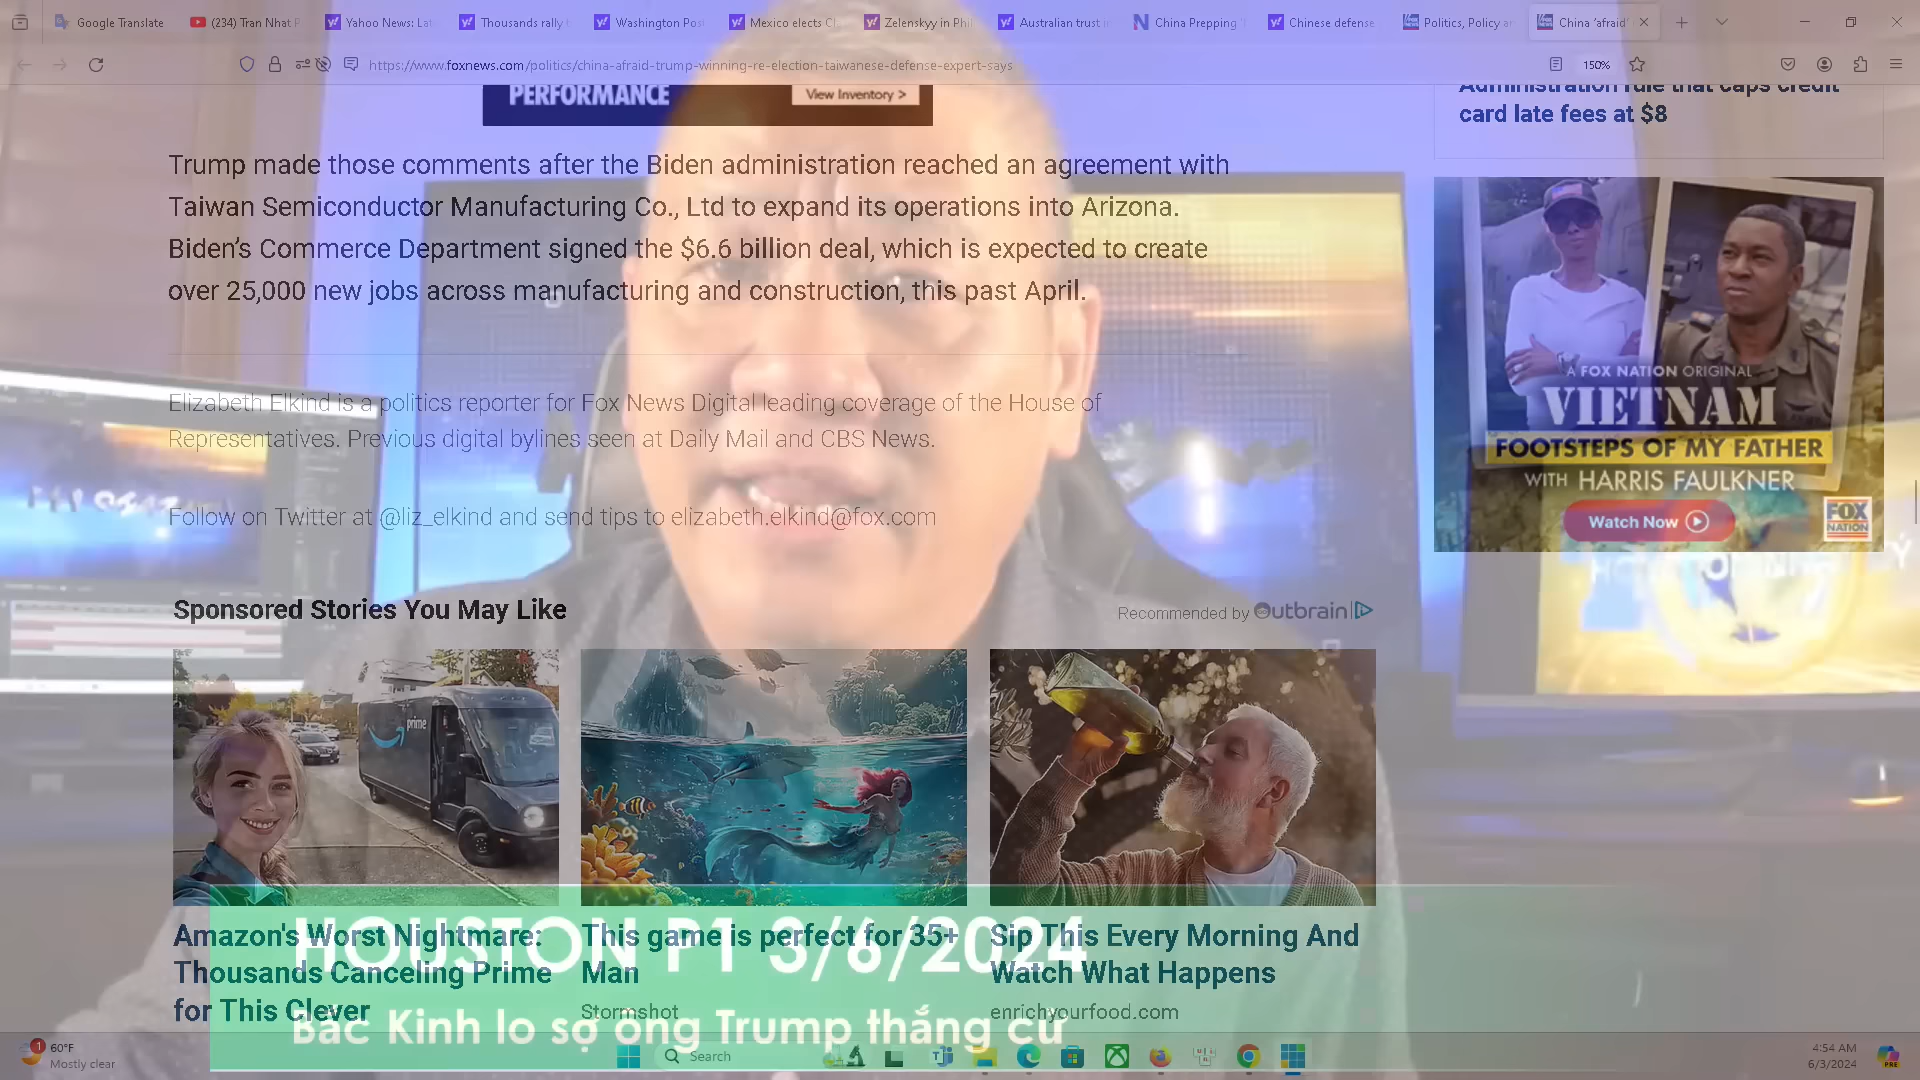 Google Translate
(234) Tran Nhat P
Yahoo News: Lat
Thousands rally t
Washington Pos
Mexico elects Cl
Zelenskyy in Phil
Australian trust i
China Prepping
Chinese defense
Politics, Policy a
China 'afraid'
https://www.foxnews.com/politics/china-afraid-trump-winning-re-election-taiwanese-defense-expert-says
150%
PERFORMANCE
View Inventory >
Administration rule that caps credit
card late fees at $8
Trump made those comments after the Biden administration reached an agreement with
Taiwan Semiconductor Manufacturing Co., Ltd to expand its operations into Arizona.
Biden's Commerce Department signed the $6.6 billion deal, which is expected to create
over 25,000 new jobs across manufacturing and construction, this past April.
A FOX NATION ORIGINAL
VIETNAM
FOOTSTEPS OF MY FATHER
WITH HARRIS FAULKNER
Watch Now
FOX
NATION
Elizabeth Elkind is a politics reporter for Fox News Digital leading coverage of the House of
Representatives. Previous digital bylines seen at Daily Mail and CBS News.
Follow on Twitter at @liz_elkind and send tips to elizabeth.elkind@fox.com
Sponsored Stories You May Like
Recommended by Outbrain
prime
Amazon's Worst Nightmare:
Thousands Canceling Prime
for This Clever
This game is perfect for 35+
Man
Stormshot
Sip This Every Morning And
Watch What Happens
enrichyourfood.com
HOUSTON P1 3/6/2024
Bắc Kinh lo sợ ông Trump thắng cử
1
60°F
Mostly clear
Search
4:54 AM
6/3/2024
PRE